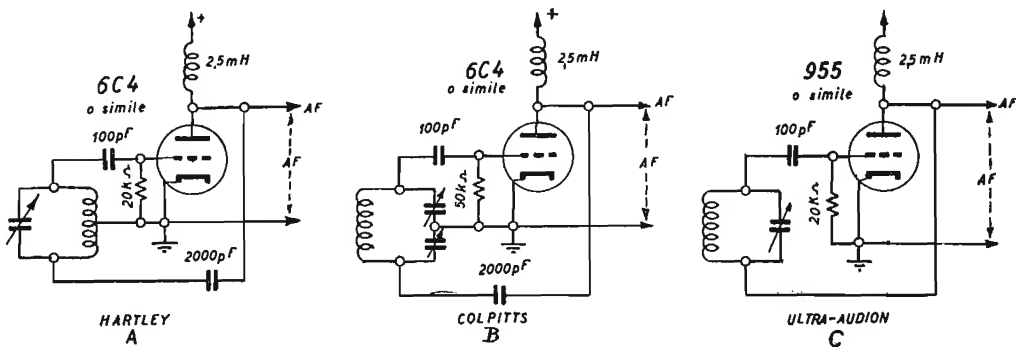 +
2,5mH
6C4
o simile
AF
100pF
AF
20KΩ
2000pF
HARTLEY
A
+
2,5mH
6C4
o simile
AF
100pF
AF
50KΩ
2000pF
COLPITTS
B
2,5mH
955
o simile
AF
100pF
AF
20KΩ
ULTRA-AUDION
C